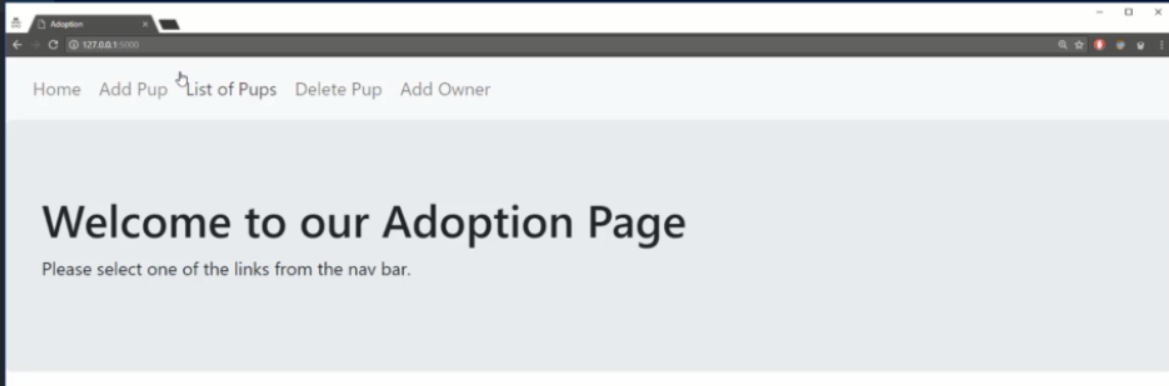 Adoption
127.0.0.1:5000
Home Add Pup List of Pups Delete Pup Add Owner
Welcome to our Adoption Page
Please select one of the links from the nav bar.